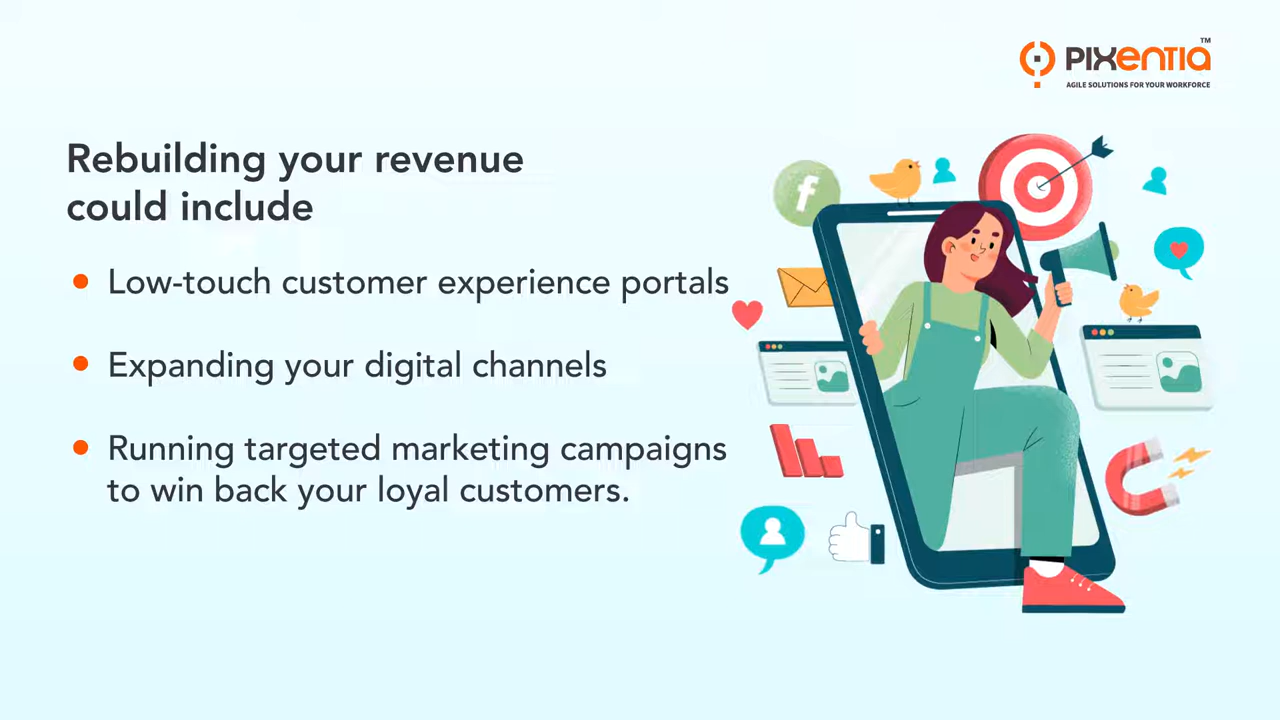 PIXENTIA™
AGILE SOLUTIONS FOR YOUR WORKFORCE
Rebuilding your revenue
could include
• Low-touch customer experience portals
• Expanding your digital channels
• Running targeted marketing campaigns
to win back your loyal customers.